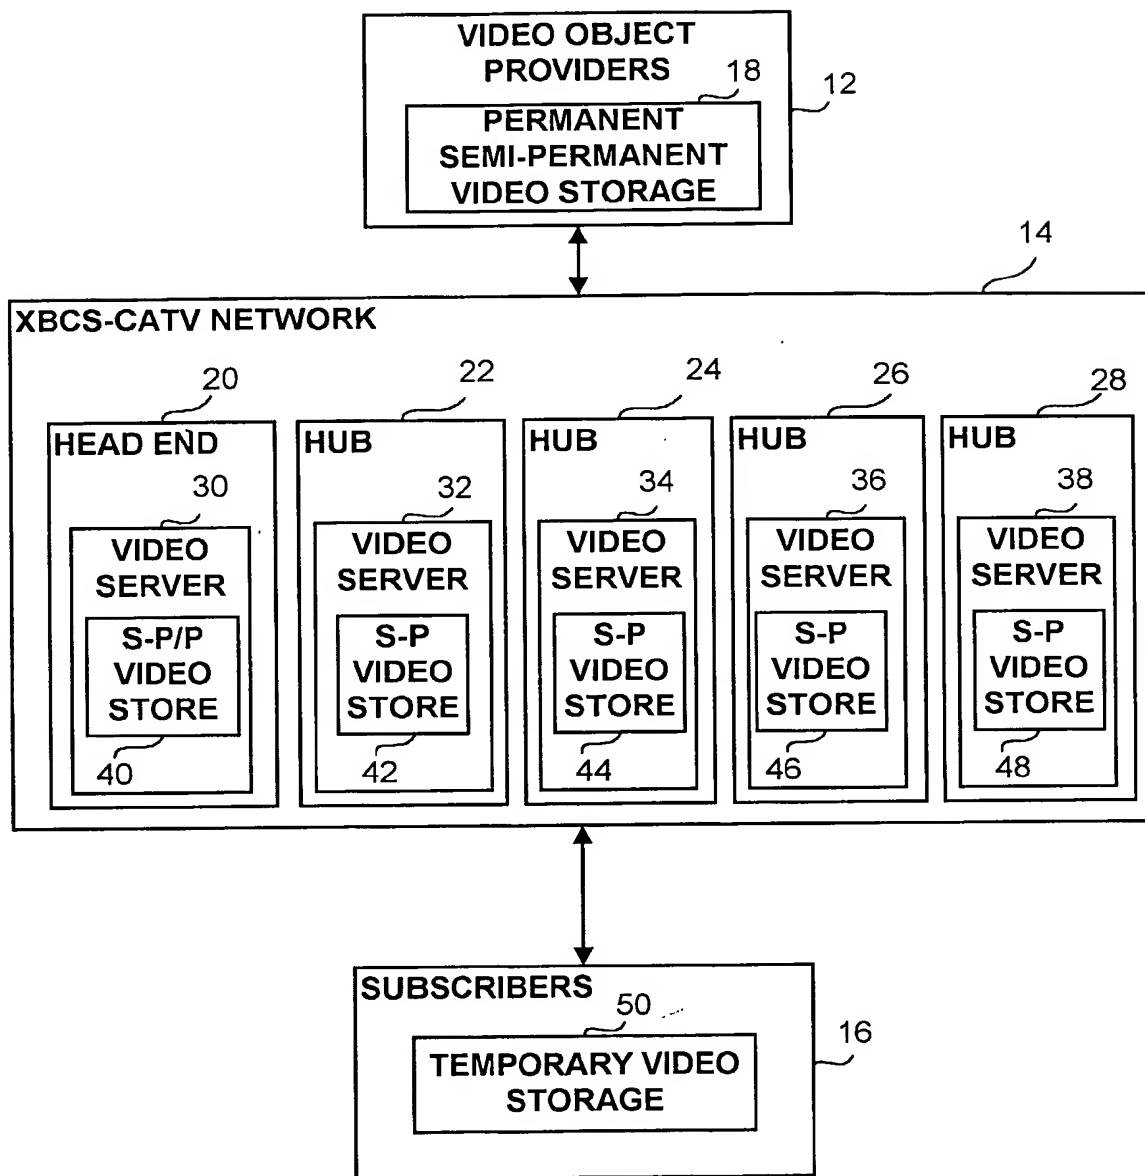 VIDEO OBJECT
PROVIDERS
18
12
PERMANENT
SEMI-PERMANENT
VIDEO STORAGE
14
XBCS-CATV NETWORK
20
22
24
26
28
HEAD END
HUB
HUB
HUB
HUB
30
32
34
36
38
VIDEO
SERVER
VIDEO
SERVER
VIDEO
SERVER
VIDEO
SERVER
VIDEO
SERVER
S-P/P
VIDEO
STORE
S-P
VIDEO
STORE
S-P
VIDEO
STORE
S-P
VIDEO
STORE
S-P
VIDEO
STORE
40
42
44
46
48
SUBSCRIBERS
50
16
TEMPORARY VIDEO
STORAGE